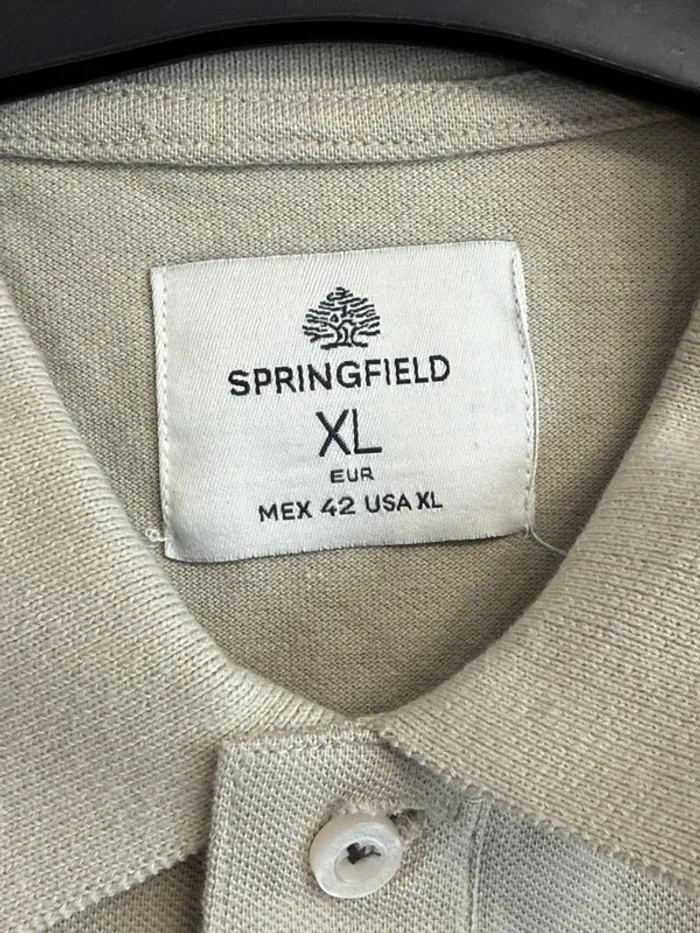 SPRINGFIELD
XL
EUR
MEX 42 USA XL